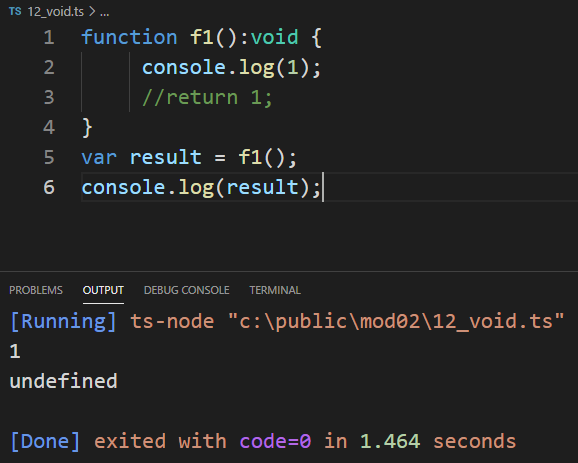 TS 12_void.ts > ...
1 function f1():void {
2 console.log(1);
3 //return 1;
4 }
5 var result = f1();
6 console.log(result);
PROBLEMS OUTPUT DEBUG CONSOLE TERMINAL
[Running] ts-node "c:\public\mod02\12_void.ts"
1
undefined
[Done] exited with code=0 in 1.464 seconds